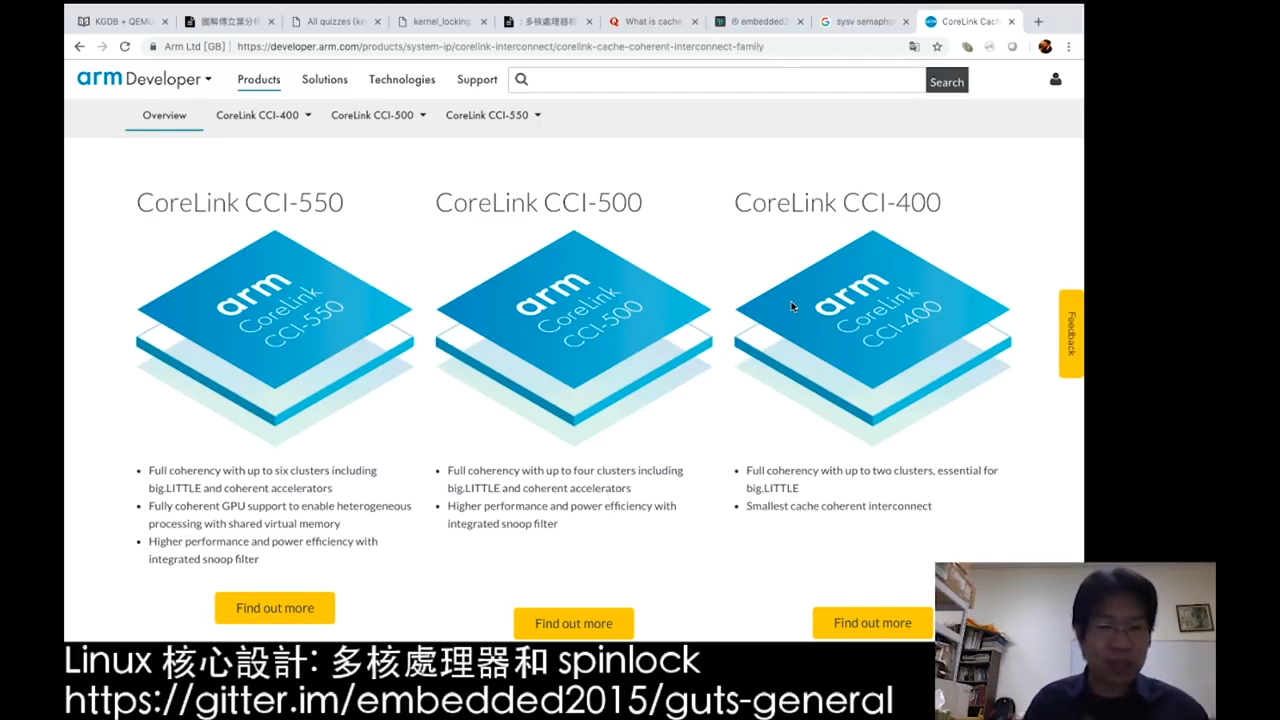 KGDB + QEMU
圖解傅立葉分析
All quizzes (ke
kernel_locking
: 多核處理器和
What is cache
embedded2
sysv semapho
CoreLink Cach
Arm Ltd [GB] | https://developer.arm.com/products/system-ip/corelink-interconnect/corelink-cache-coherent-interconnect-family
arm Developer
Products
Solutions
Technologies
Support
Search
Overview
CoreLink CCI-400
CoreLink CCI-500
CoreLink CCI-550
CoreLink CCI-550
CoreLink CCI-500
CoreLink CCI-400
arm
CoreLink
CCI-550
arm
CoreLink
CCI-500
arm
CoreLink
CCI-400
Feedback
• Full coherency with up to six clusters including
big.LITTLE and coherent accelerators
• Fully coherent GPU support to enable heterogeneous
processing with shared virtual memory
• Higher performance and power efficiency with
integrated snoop filter
• Full coherency with up to four clusters including
big.LITTLE and coherent accelerators
• Higher performance and power efficiency with
integrated snoop filter
• Full coherency with up to two clusters, essential for
big.LITTLE
• Smallest cache coherent interconnect
Find out more
Find out more
Find out more
Linux 核心設計: 多核處理器和 spinlock
https://gitter.im/embedded2015/guts-general